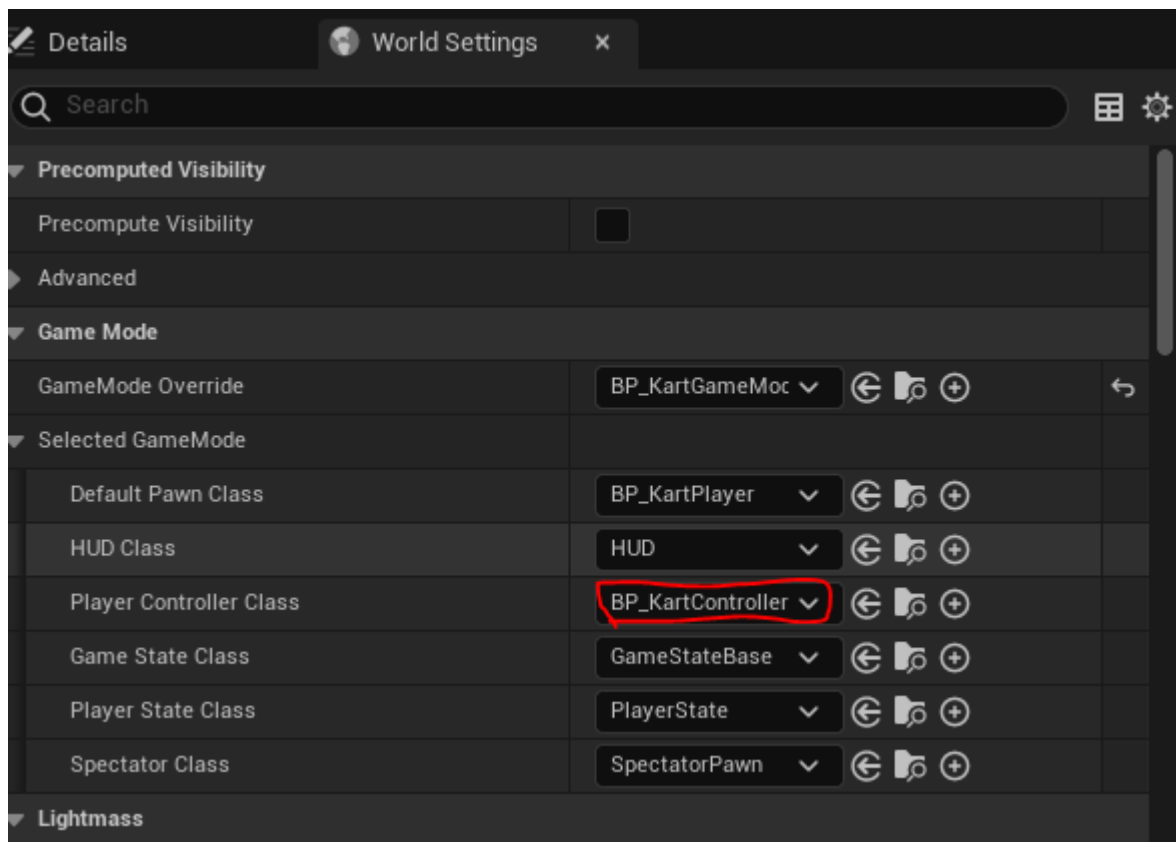 Details
World Settings
Search
Precomputed Visibility
Precompute Visibility
Advanced
Game Mode
GameMode Override BP_KartGameMoc
Selected GameMode
Default Pawn Class BP_KartPlayer
HUD Class HUD
Player Controller Class BP_KartController
Game State Class GameStateBase
Player State Class PlayerState
Spectator Class SpectatorPawn
Lightmass